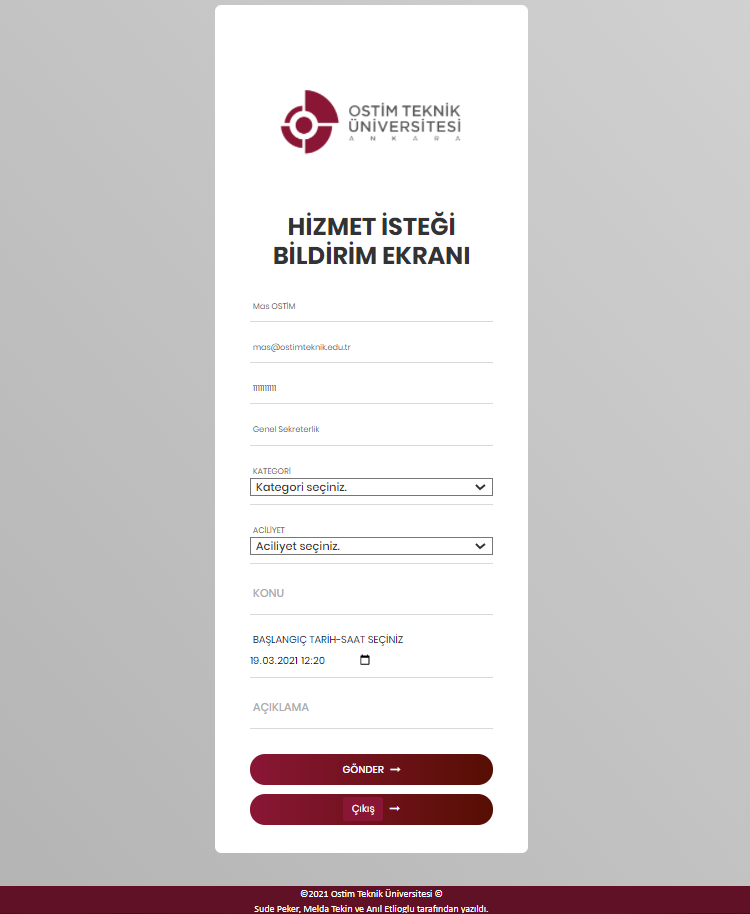 OSTİM TEKNİK
ÜNİVERSİTESİ
ANKARA
HİZMET İSTEĞİ
BİLDİRİM EKRANI
Mas OSTİM
mas@ostimteknik.edu.tr
11111111111
Genel Sekreterlik
KATEGORİ
Kategori seçiniz.
ACİLİYET
Aciliyet seçiniz.
KONU
BAŞLANGIÇ TARİH-SAAT SEÇİNİZ
19.03.2021 12:20
AÇIKLAMA
GÖNDER →
Çıkış →
©2021 Ostim Teknik Üniversitesi ©
Sude Peker, Melda Tekin ve Anıl Etlioglu tarafından yazıldı.